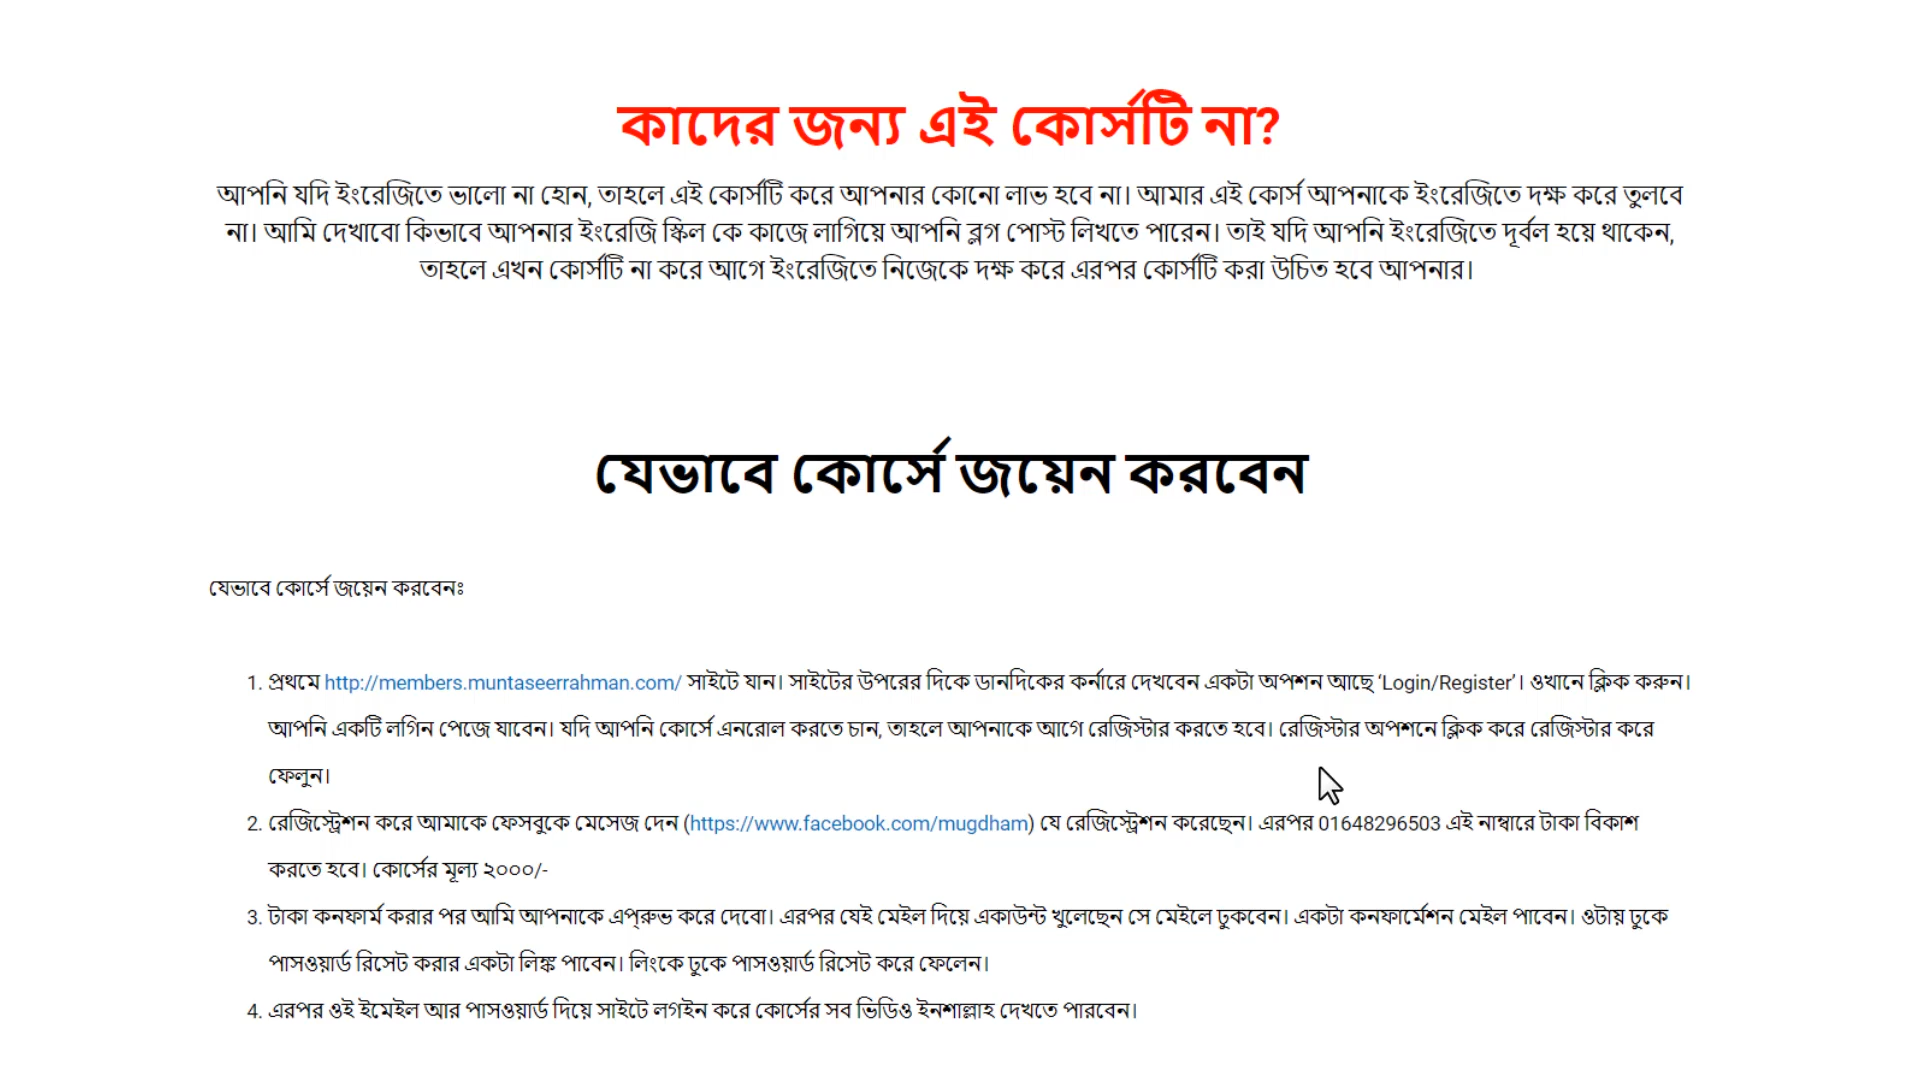 কাদের জন্য এই কোর্সটি না?
আপনি যদি ইংরেজিতে ভালো না হোন, তাহলে এই কোর্সটি করে আপনার কোনো লাভ হবে না। আমার এই কোর্স আপনাকে ইংরেজিতে দক্ষ করে তুলবে
না। আমি দেখাবো কিভাবে আপনার ইংরেজি স্কিল কে কাজে লাগিয়ে আপনি ব্লগ পোস্ট লিখতে পারেন। তাই যদি আপনি ইংরেজিতে দূর্বল হয়ে থাকেন,
তাহলে এখন কোর্সটি না করে আগে ইংরেজিতে নিজেকে দক্ষ করে এরপর কোর্সটি করা উচিত হবে আপনার।
যেভাবে কোর্সে জয়েন করবেন
যেভাবে কোর্সে জয়েন করবেনঃ
1. প্রথমে http://members.muntaseerrahman.com/ সাইটে যান। সাইটের উপরের দিকে ডানদিকের কর্নারে দেখবেন একটা অপশন আছে ‘Login/Register’। ওখানে ক্লিক করুন।
আপনি একটি লগিন পেজে যাবেন। যদি আপনি কোর্সে এনরোল করতে চান, তাহলে আপনাকে আগে রেজিস্টার করতে হবে। রেজিস্টার অপশনে ক্লিক করে রেজিস্টার করে
ফেলুন।
2. রেজিস্ট্রেশন করে আমাকে ফেসবুকে মেসেজ দেন (https://www.facebook.com/mugdham) যে রেজিস্ট্রেশন করেছেন। এরপর 01648296503 এই নাম্বারে টাকা বিকাশ
করতে হবে। কোর্সের মূল্য ২০০০/-
3. টাকা কনফার্ম করার পর আমি আপনাকে এপ্রুভ করে দেবো। এরপর যেই মেইল দিয়ে একাউন্ট খুলেছেন সে মেইলে ঢুকবেন। একটা কনফার্মেশন মেইল পাবেন। ওটায় ঢুকে
পাসওয়ার্ড রিসেট করার একটা লিঙ্ক পাবেন। লিংকে ঢুকে পাসওয়ার্ড রিসেট করে ফেলেন।
4. এরপর ওই ইমেইল আর পাসওয়ার্ড দিয়ে সাইটে লগইন করে কোর্সের সব ভিডিও ইনশাল্লাহ দেখতে পারবেন।